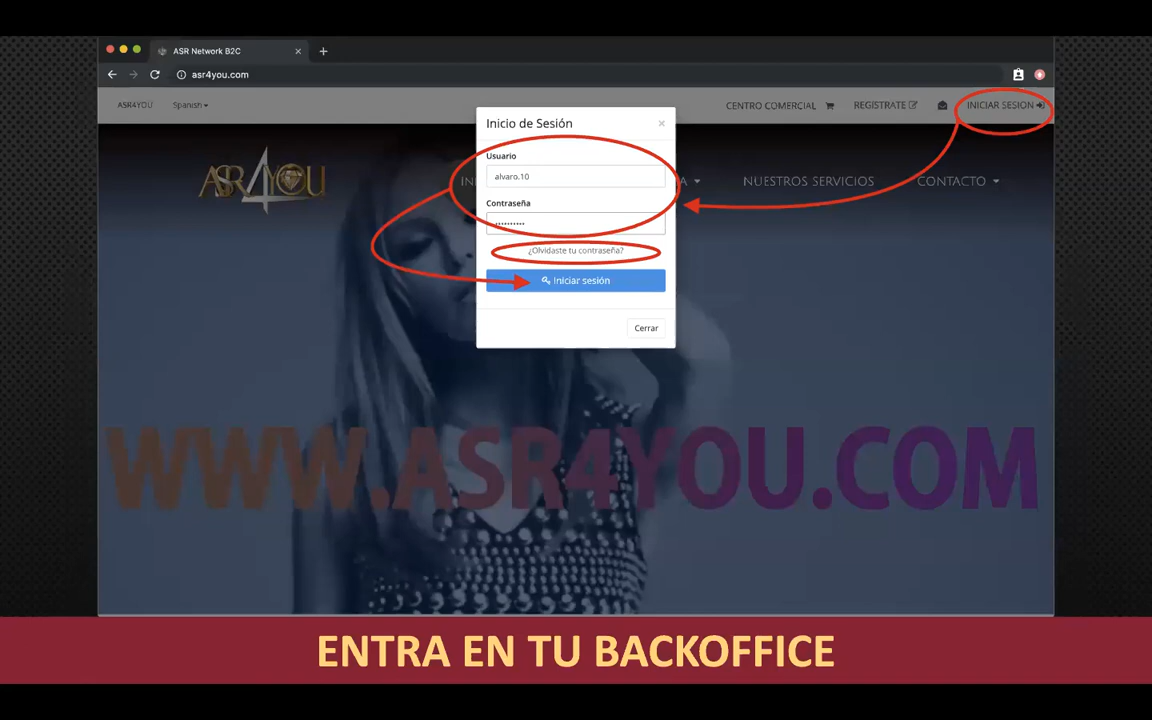 ASR Network B2C
asr4you.com
ASR4YOU
Spanish
CENTRO COMERCIAL
REGISTRATE
INICIAR SESION
Inicio de Sesión
Usuario
alvaro.10
Contraseña
¿Olvidaste tu contraseña?
Iniciar sesión
Cerrar
ASR4YOU
NUESTROS SERVICIOS
CONTACTO
WWW.ASR4YOU.COM
ENTRA EN TU BACKOFFICE